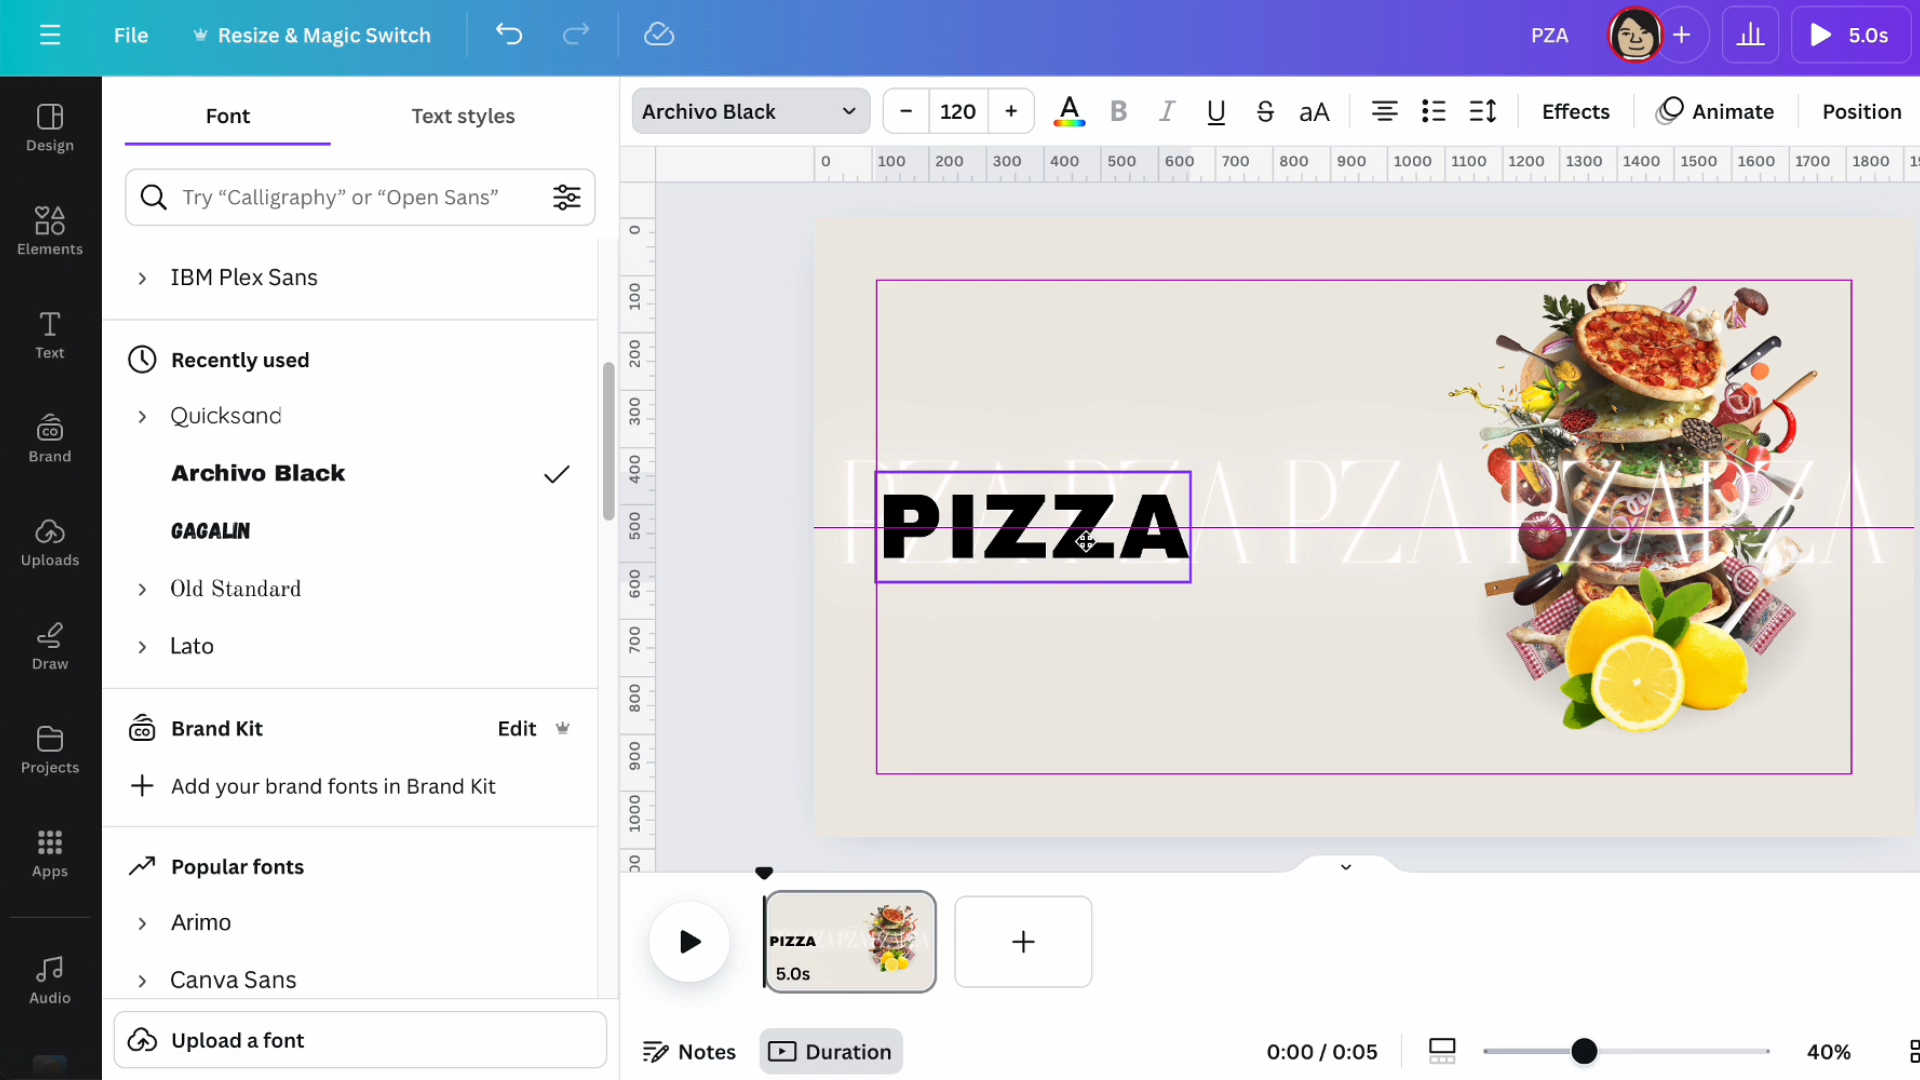 File
Resize & Magic Switch
PZA
5.0s
Design
Elements
Text
Brand
Uploads
Draw
Projects
Apps
Audio
Font
Text styles
Try “Calligraphy” or “Open Sans”
IBM Plex Sans
Recently used
Quicksand
Archivo Black
GAGALIN
Old Standard
Lato
Brand Kit
Edit
Add your brand fonts in Brand Kit
Popular fonts
Arimo
Canva Sans
Upload a font
Archivo Black
120
A B I U S aA
Effects
Animate
Position
0 100 200 300 400 500 600 700 800 900 1000 1100 1200 1300 1400 1500 1600 1700 1800
0
100
200
300
400
500
600
700
800
900
1000
PZA PZA PZA PZAPZA
PIZZA
PIZZA
5.0s
Notes
Duration
0:00 / 0:05
40%